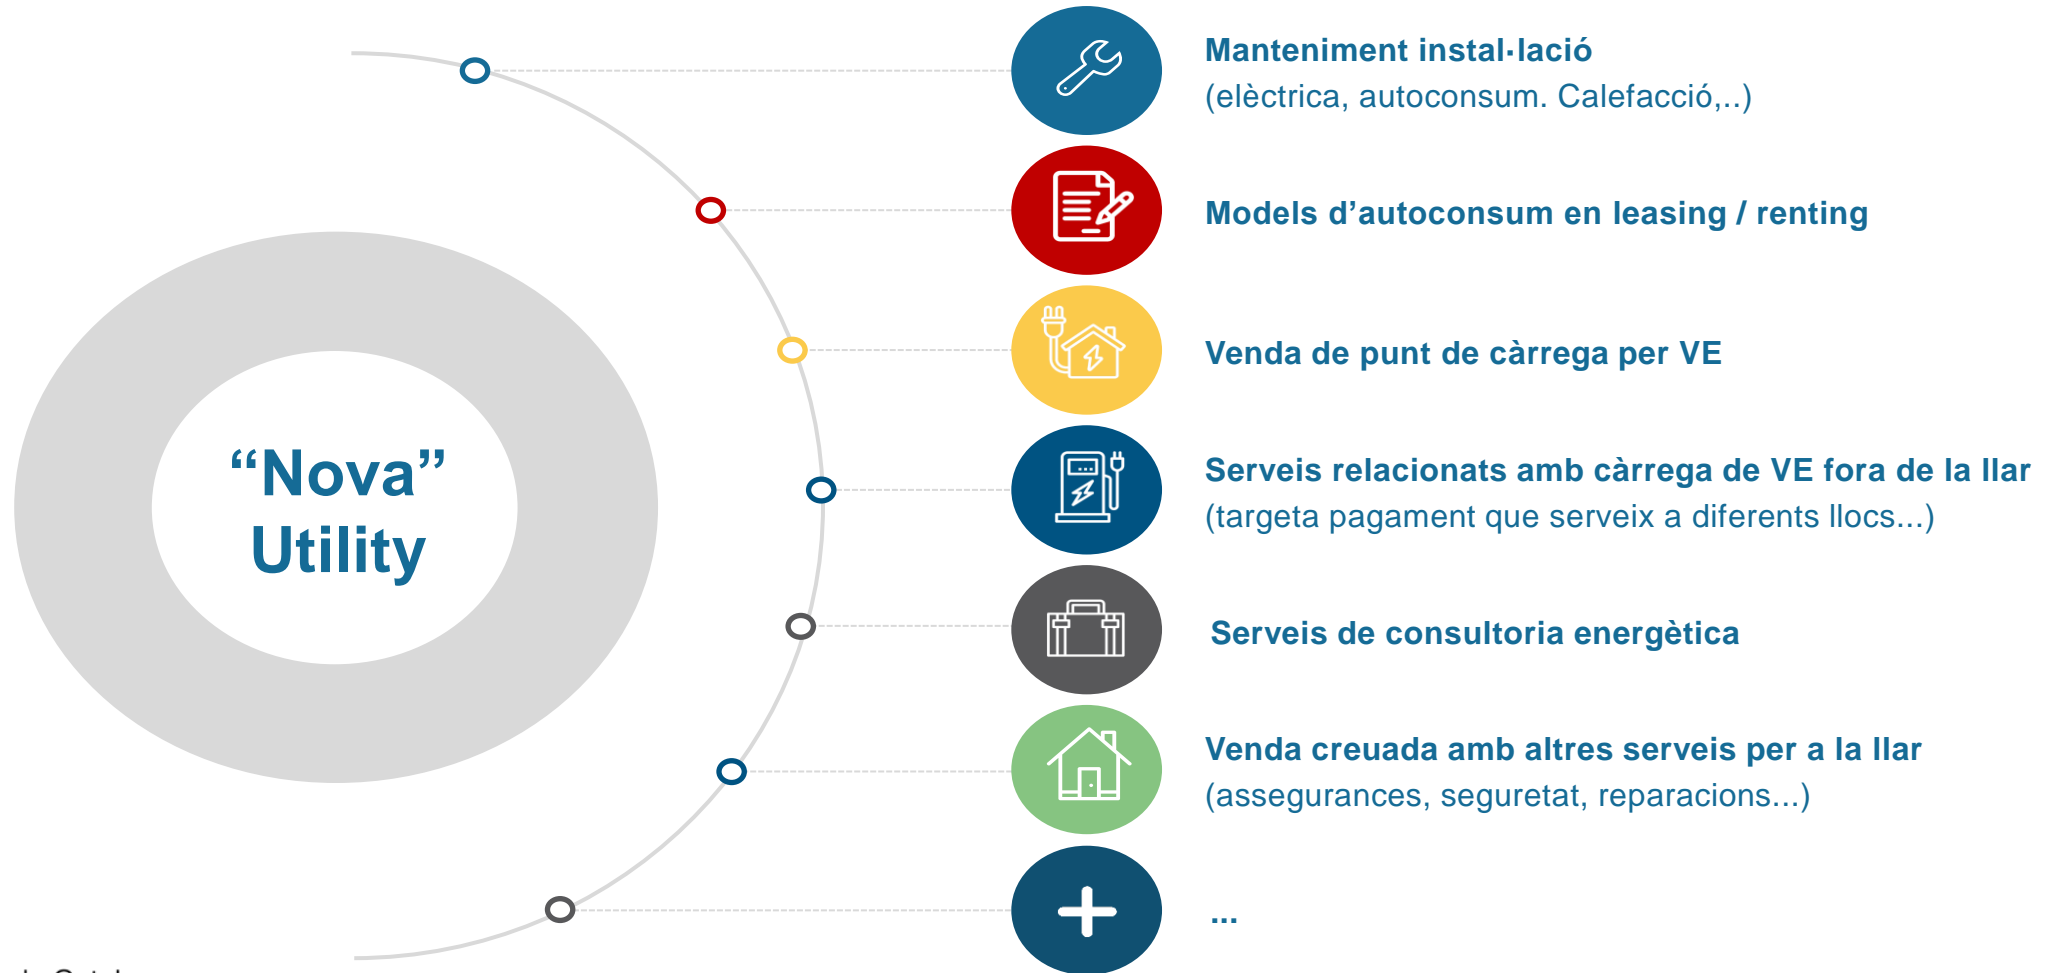 “Nova”
Utility
Manteniment instal·lació
(elèctrica, autoconsum. Calefacció,..)
Models d’autoconsum en leasing / renting
Venda de punt de càrrega per VE
Serveis relacionats amb càrrega de VE fora de la llar
(targeta pagament que serveix a diferents llocs...)
Serveis de consultoria energètica
Venda creuada amb altres serveis per a la llar
(assegurances, seguretat, reparacions...)
...